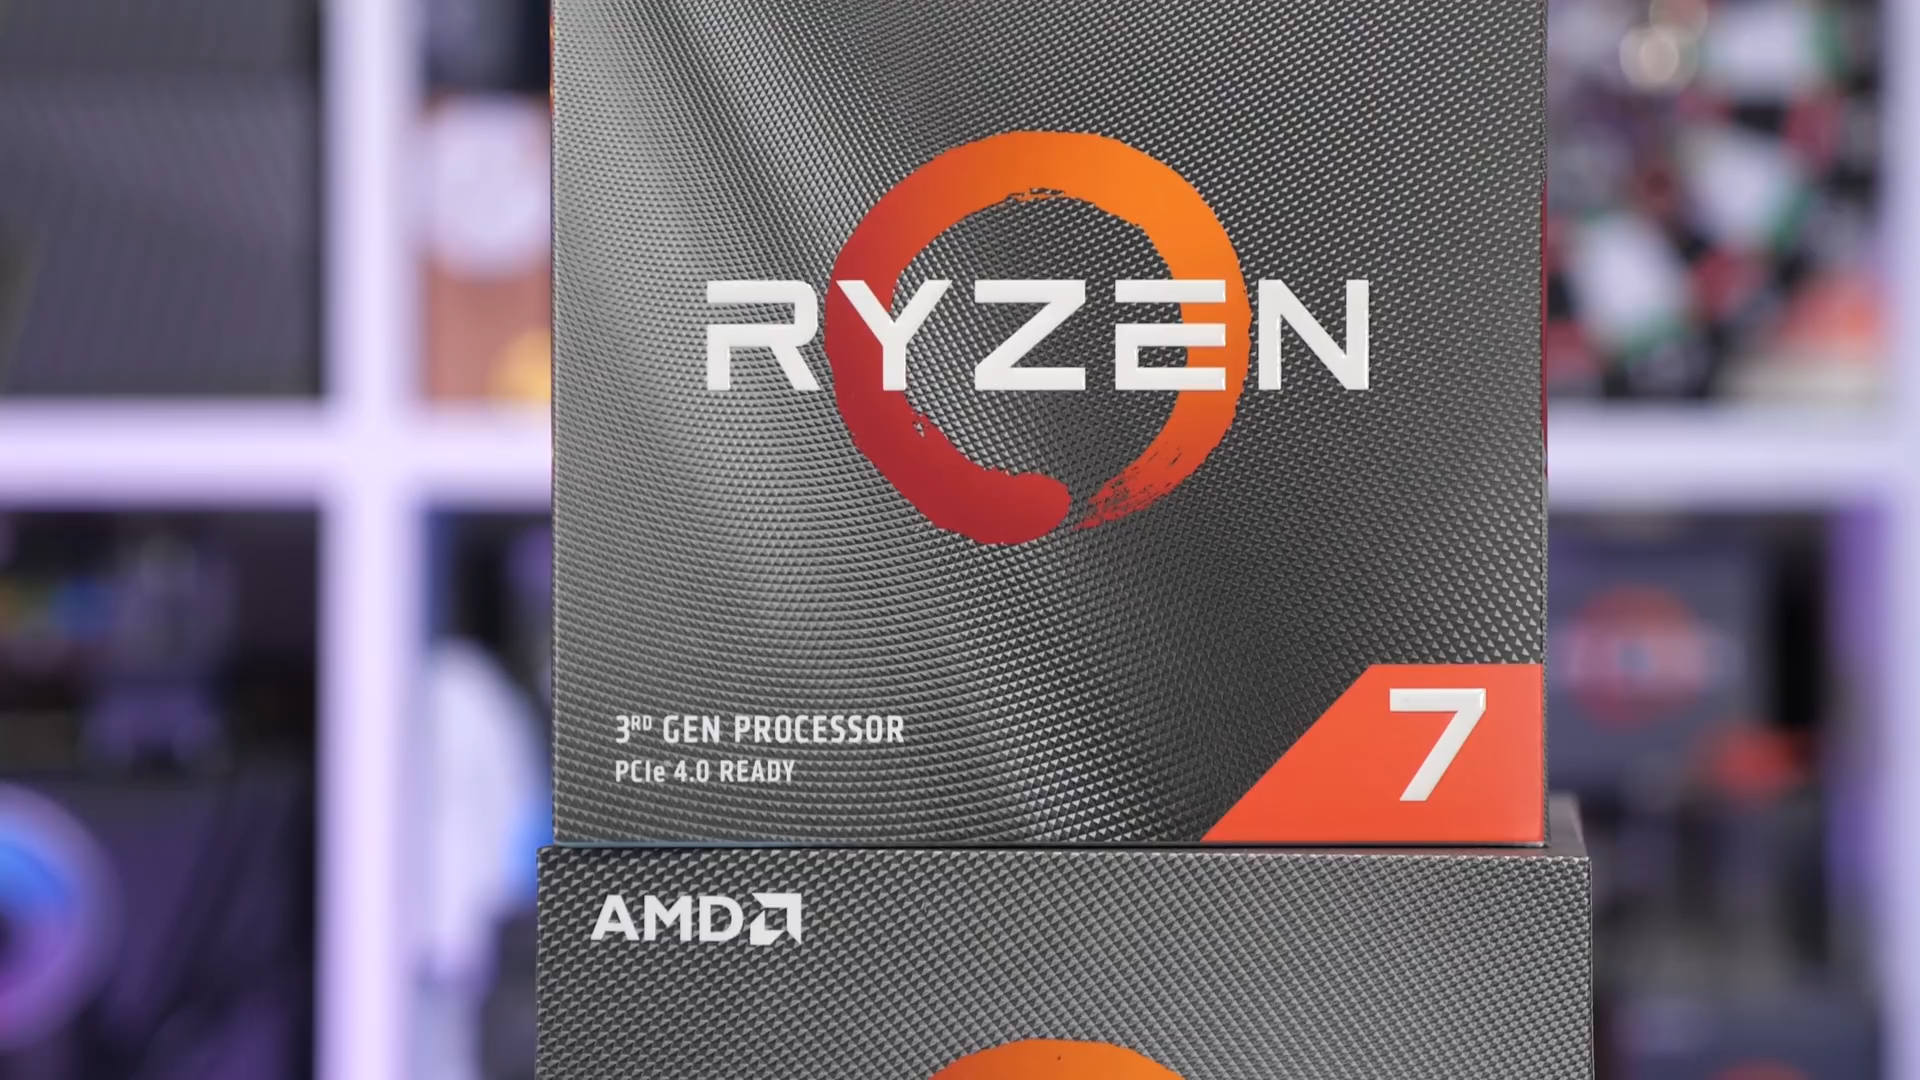 RYZEN
3RD GEN PROCESSOR
PCIe 4.0 READY
7
AMD